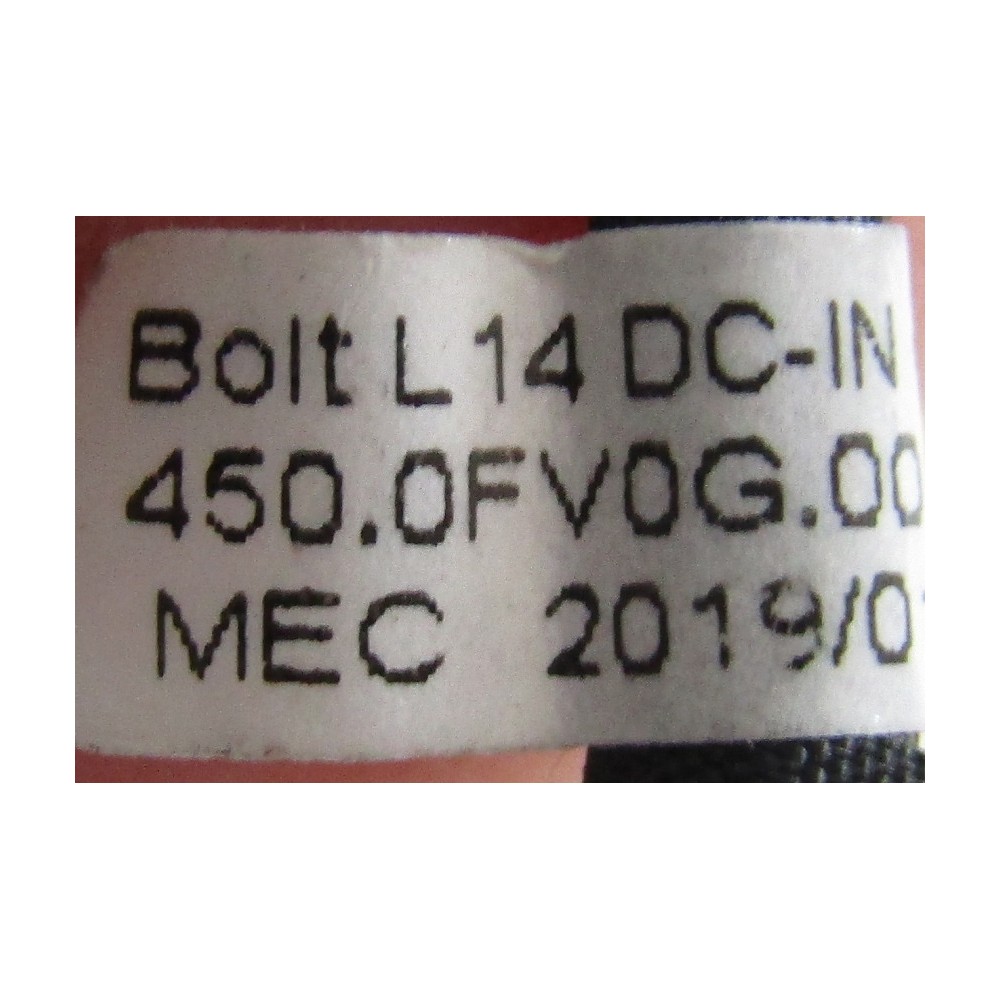 Bolt L14 DC-IN
450.0FV0G.00
MEC 2019/0